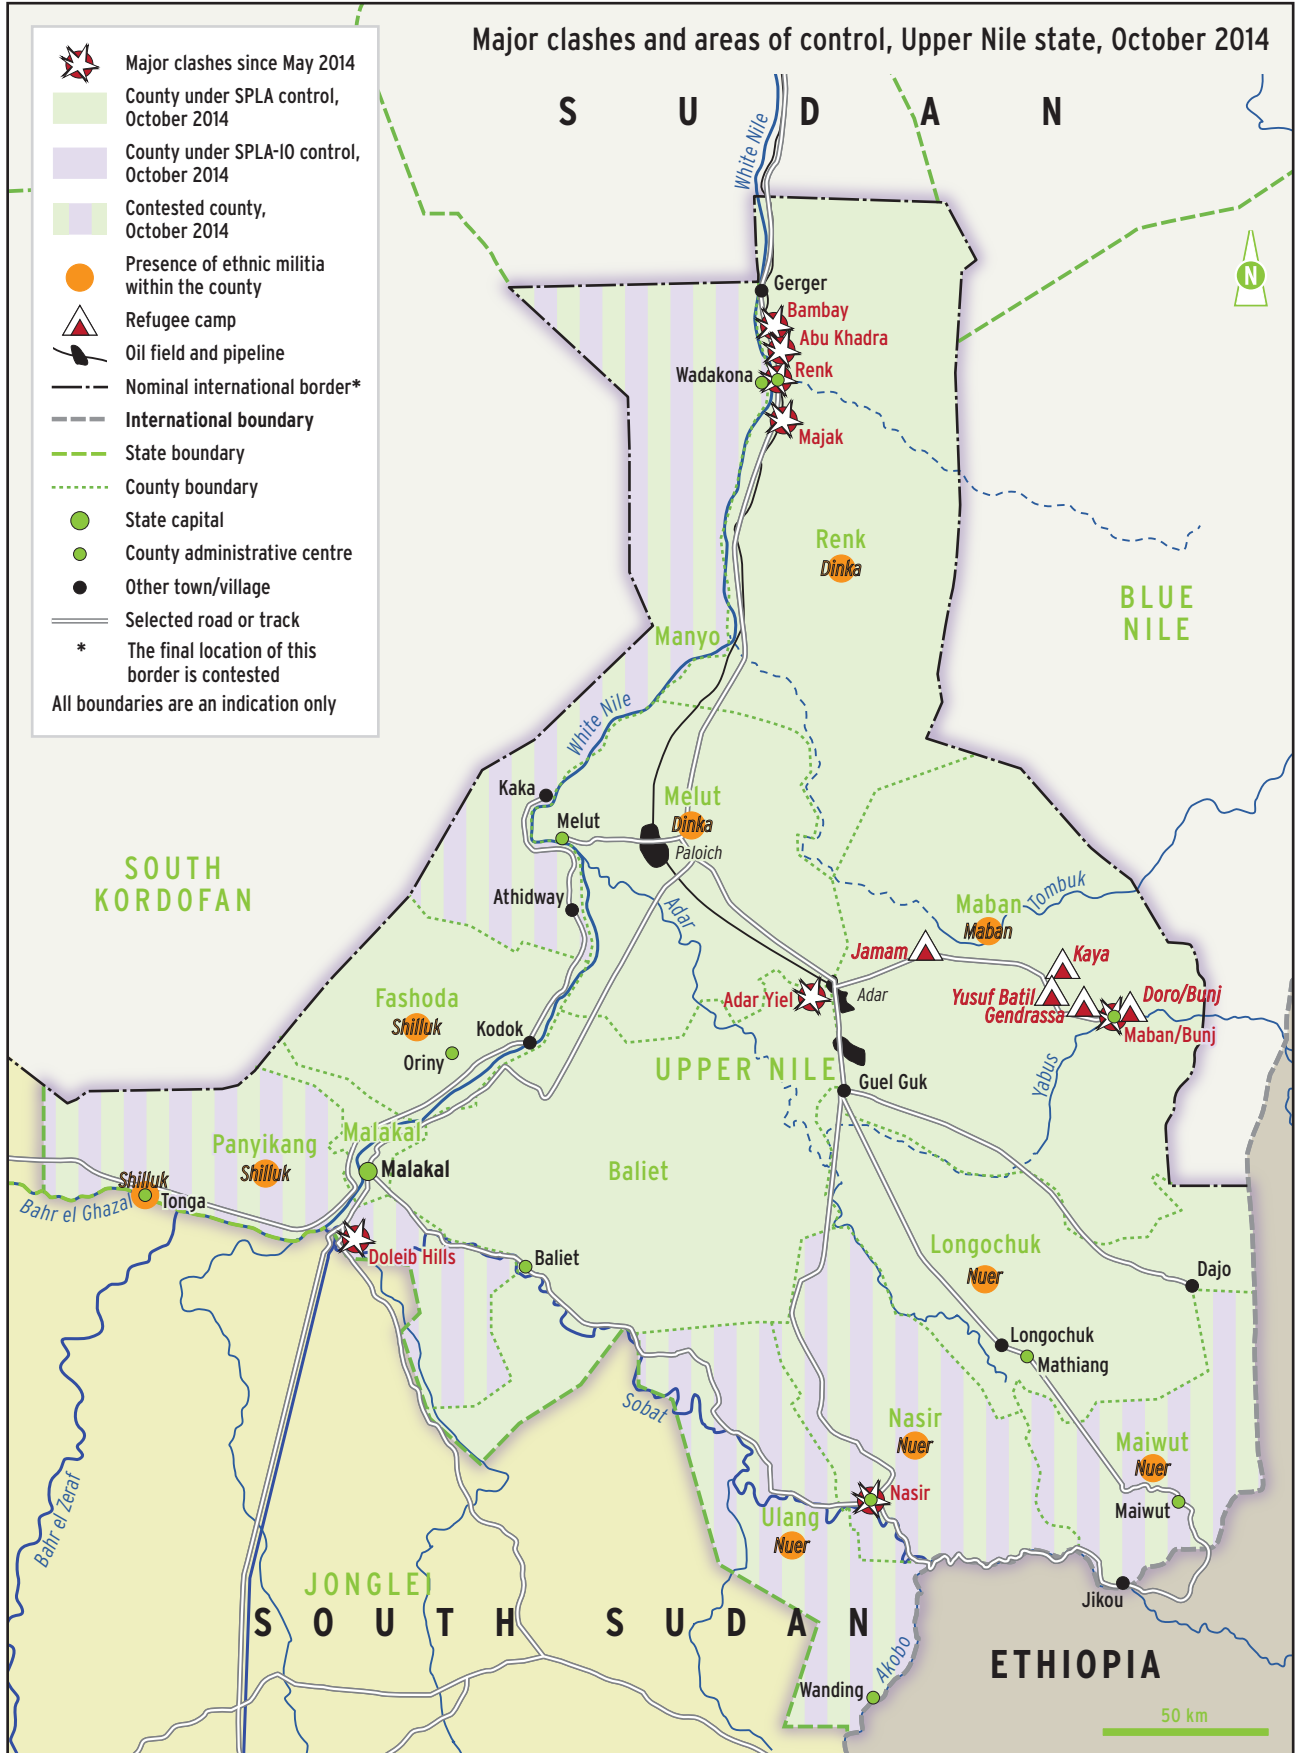 Major clashes and areas of control, Upper Nile state, October 2014
Major clashes since May 2014
County under SPLA control,
October 2014
County under SPLA-IO control,
October 2014
Contested county,
October 2014
Presence of ethnic militia
within the county
Refugee camp
Oil field and pipeline
Nominal international border*
International boundary
State boundary
County boundary
State capital
County administrative centre
Other town/village
Selected road or track
* The final location of this
border is contested
All boundaries are an indication only
SUDAN
White Nile
N
Gerger
Bambay
Abu Khadra
Wadakona
Renk
Majak
Renk
Dinka
BLUE
NILE
Manyo
White Nile
Kaka
Melut
Melut
Dinka
Paloich
SOUTH
KORDOFAN
Athidway
Adar
Maban
Maban
Tombuk
Jamam
Kaya
Fashoda
Shilluk
Adar Yiel
Adar
Yusuf Batil
Doro/Bunj
Gendrassa
Maban/Bunj
Kodok
Oriny
UPPER NILE
Guel Guk
Yabus
Panyikang
Shilluk
Malakal
Malakal
Baliet
Shilluk
Tonga
Bahr el Ghazal
Doleib Hills
Baliet
Longochuk
Nuer
Dajo
Longochuk
Mathiang
Sobat
Nasir
Nuer
Maiwut
Nuer
Nasir
Maiwut
Ulang
Nuer
Bahr el Zeraf
JONGLEI
SOUTH SUDAN
Jikou
Akobo
Wanding
ETHIOPIA
50 km